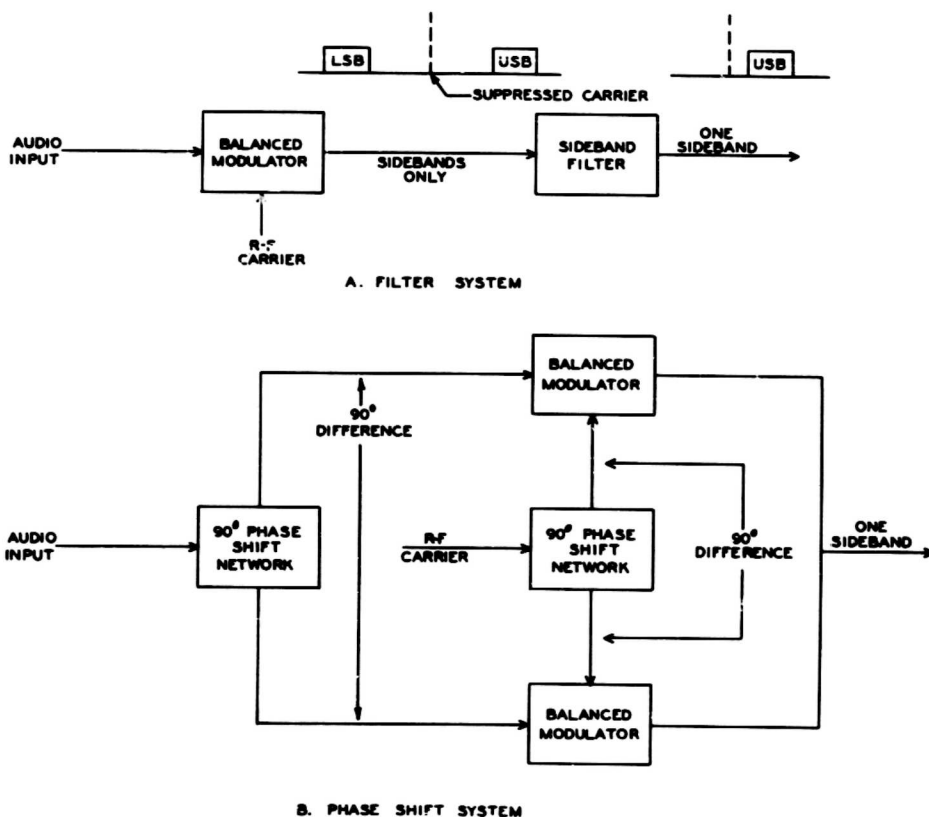 LSB
USB
USB
SUPPRESSED CARRIER
AUDIO
INPUT
BALANCED
MODULATOR
SIDEBANDS
ONLY
SIDEBAND
FILTER
ONE
SIDEBAND
R-F
CARRIER
A. FILTER SYSTEM
BALANCED
MODULATOR
90°
DIFFERENCE
AUDIO
INPUT
90° PHASE
SHIFT
NETWORK
R-F
CARRIER
90° PHASE
SHIFT
NETWORK
90°
DIFFERENCE
ONE
SIDEBAND
BALANCED
MODULATOR
B. PHASE SHIFT SYSTEM